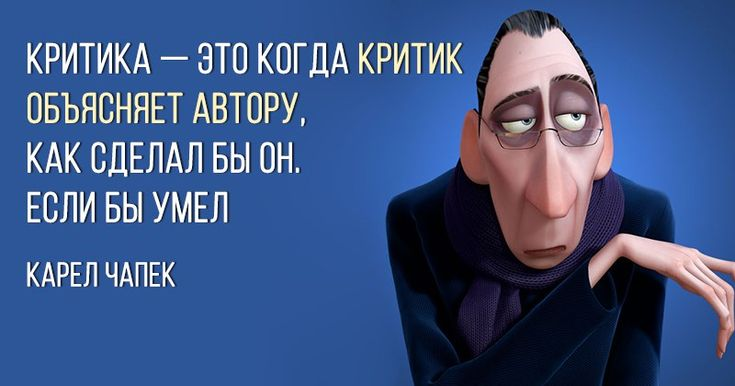 КРИТИКА — ЭТО КОГДА КРИТИК
ОБЪЯСНЯЕТ АВТОРУ,
КАК СДЕЛАЛ БЫ ОН.
ЕСЛИ БЫ УМЕЛ
КАРЕЛ ЧАПЕК